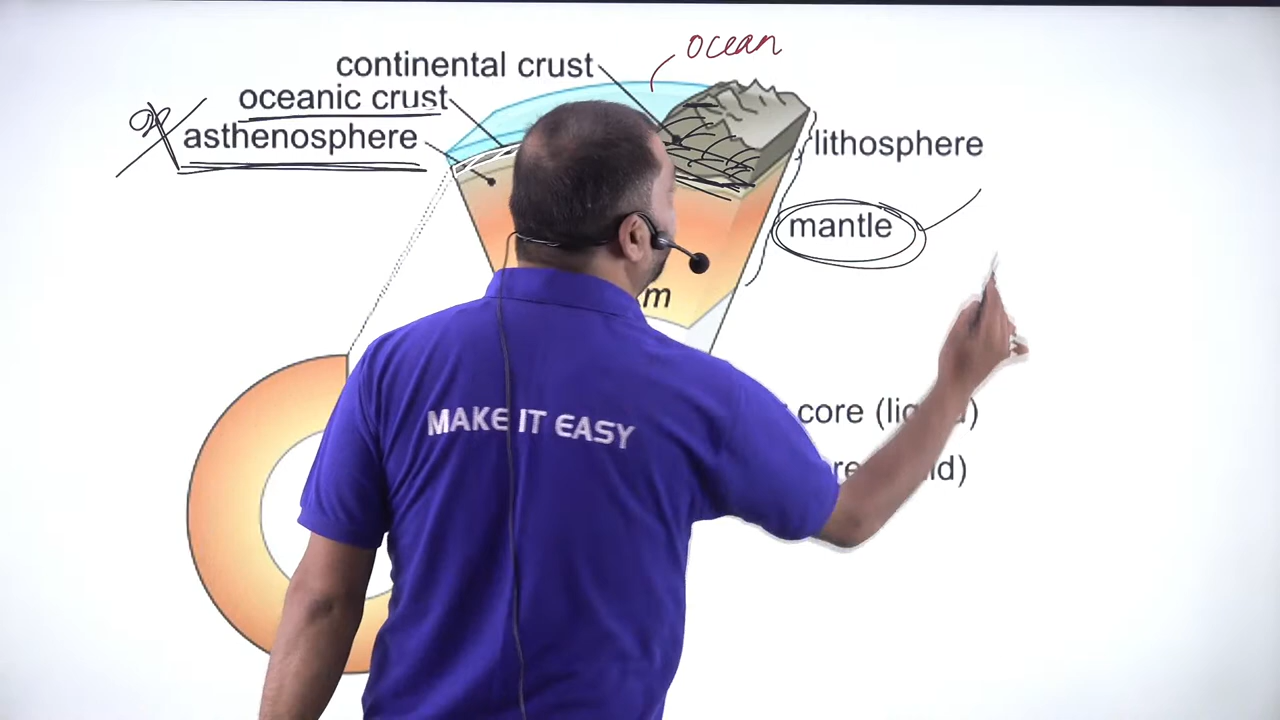 ocean
continental crust
oceanic crust
asthenosphere
lithosphere
mantle
m
core
MAKE IT EASY